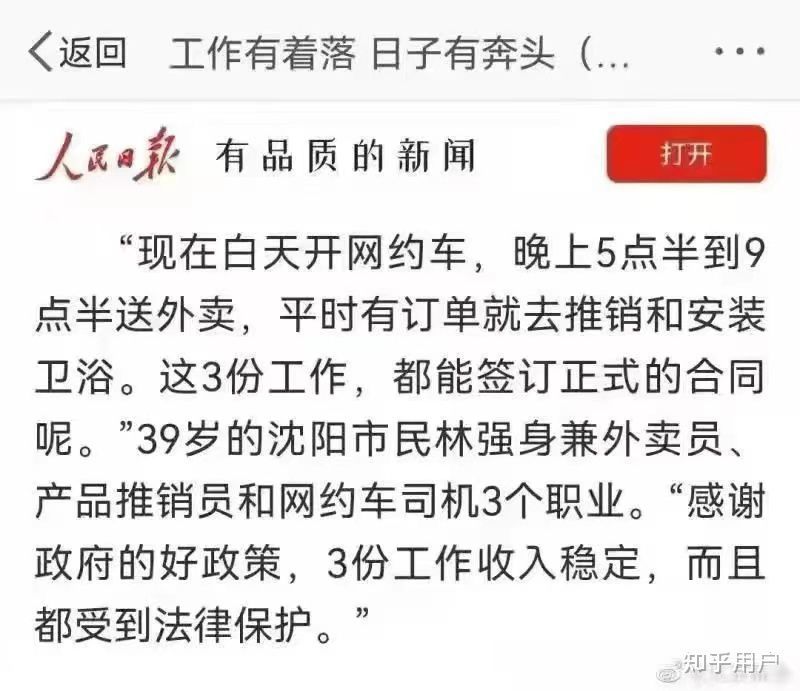 返回 工作有着落 日子有奔头（... ···
人民日报 有品质的新闻 打开
“现在白天开网约车，晚上5点半到9
点半送外卖，平时有订单就去推销和安装
卫浴。这3份工作，都能签订正式的合同
呢。”39岁的沈阳市民林强身兼外卖员、
产品推销员和网约车司机3个职业。“感谢
政府的好政策，3份工作收入稳定，而且
都受到法律保护。”
知乎用户